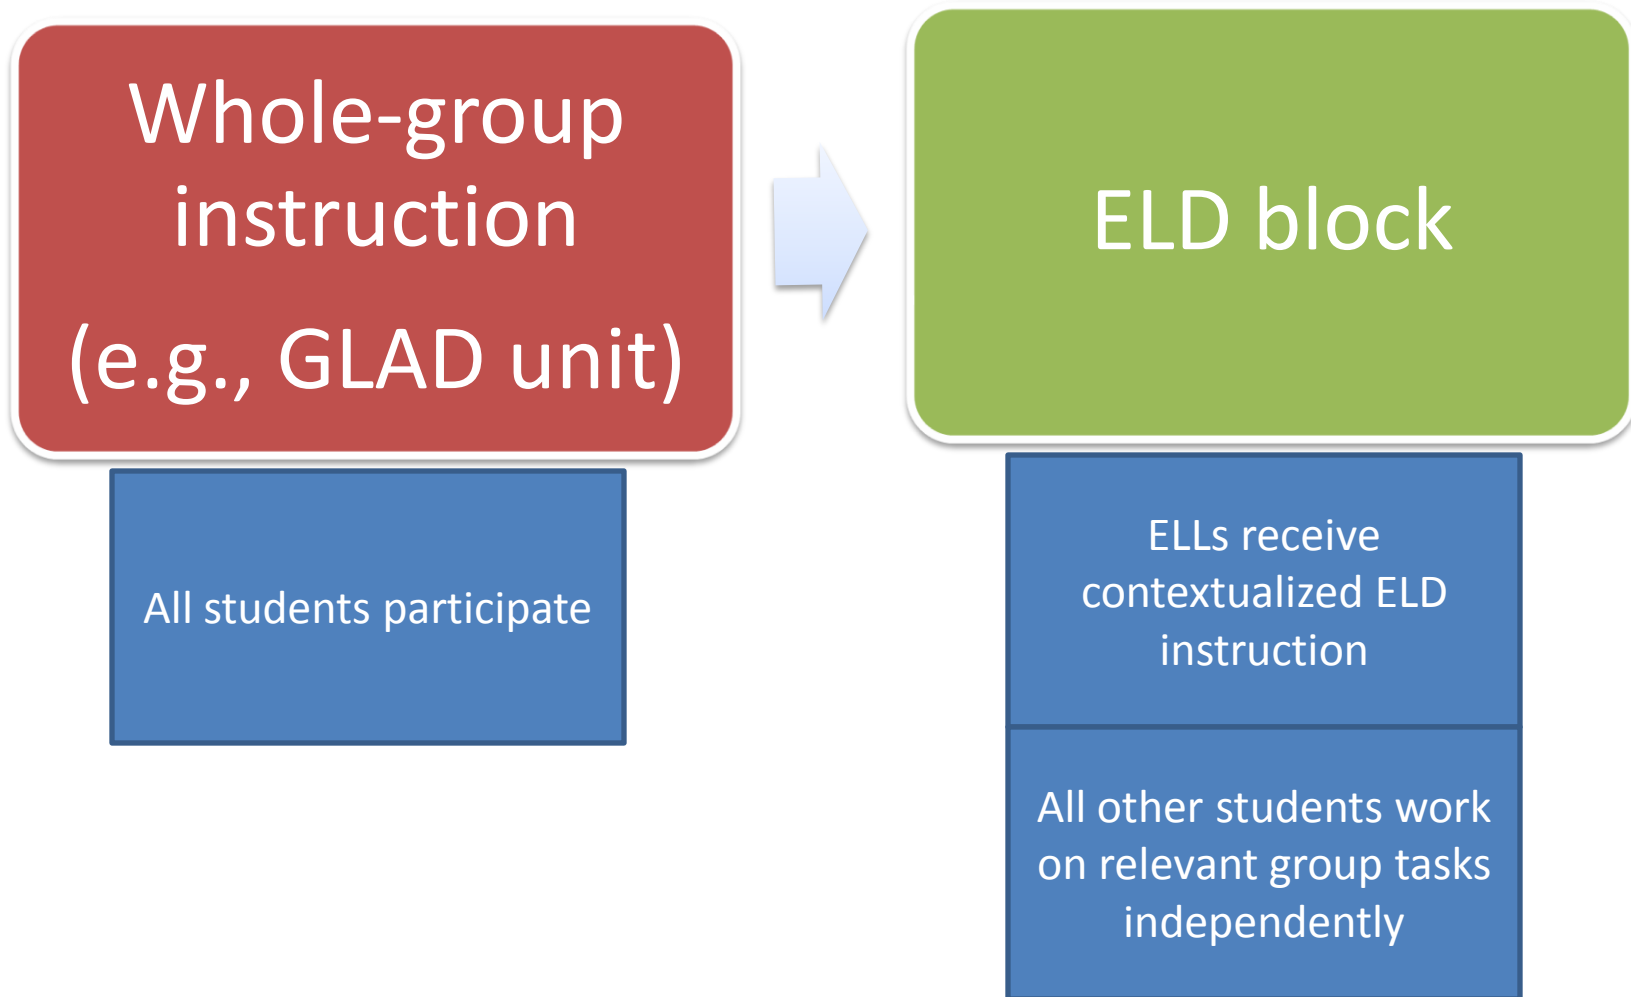 Whole-group
instruction
(e.g., GLAD unit)
All students participate
ELD block
ELLs receive
contextualized ELD
instruction
All other students work
on relevant group tasks
independently